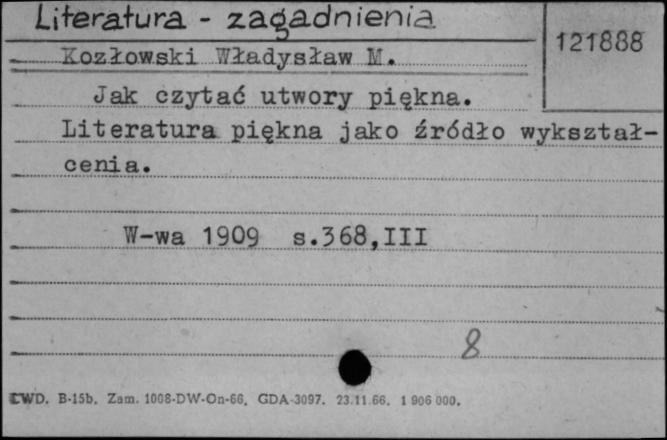 Literatura - zagadnienia
121888
Kozłowski Władysław M.
Jak czytać utwory piękna.
Literatura piękna jako źródło wykształ-
cenia.
W-wa 1909 s.368,III
8
LWD. B-15b. Zam. 1008-DW-On-66. GDA-3097. 23.11.66. 1 906 000.